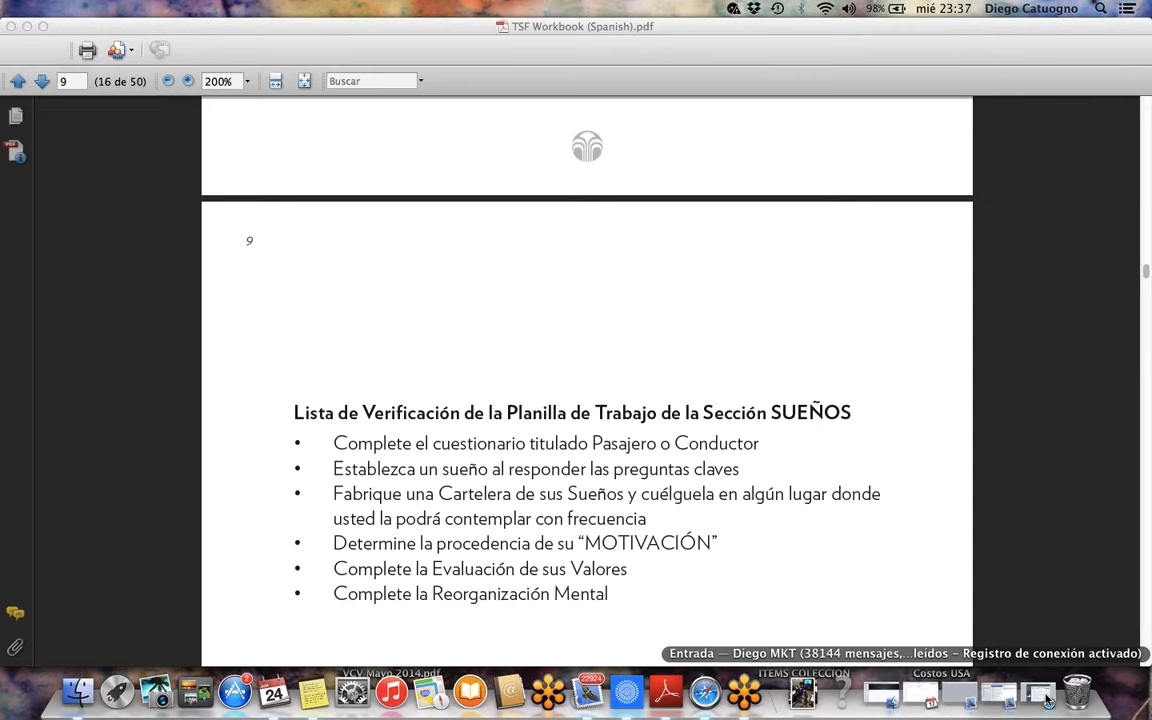 98%
mié 23:37
Diego Catuogno
TSF Workbook (Spanish).pdf
9
(16 de 50)
200%
Buscar
9
Lista de Verificación de la Planilla de Trabajo de la Sección SUEÑOS
• Complete el cuestionario titulado Pasajero o Conductor
• Establezca un sueño al responder las preguntas claves
• Fabrique una Cartelera de sus Sueños y cuélguela en algún lugar donde
usted la podrá contemplar con frecuencia
• Determine la procedencia de su “MOTIVACIÓN”
• Complete la Evaluación de sus Valores
• Complete la Reorganización Mental
Entrada — Diego MKT (38144 mensajes,...leídos – Registro de conexión activado)
VCV Mayo 2014.pdf
ITEMS COLECCION
Costos USA
2
24
22924